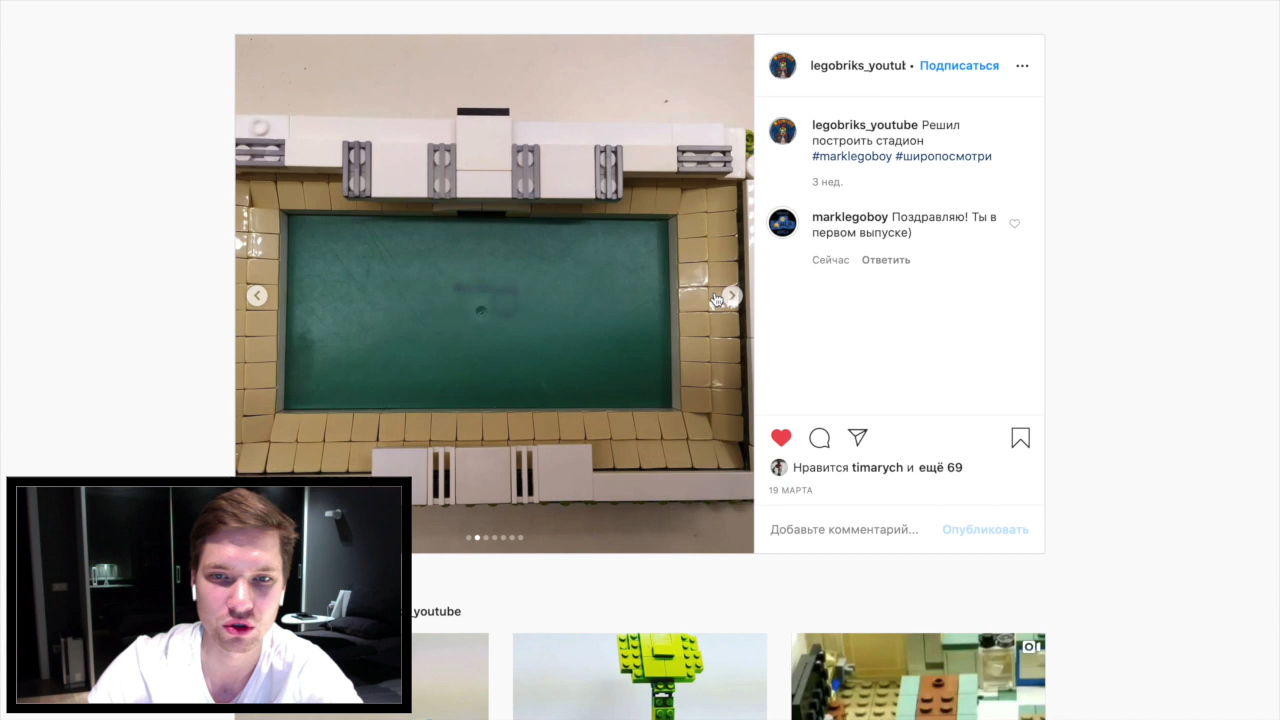 legobriks_youtut • Подписаться
legobriks_youtube Решил
построить стадион
#marklegoboy #широпосмотри
3 нед.
marklegoboy Поздравляю! Ты в
первом выпуске)
Сейчас Ответить
Нравится timarych и ещё 69
19 МАРТА
Добавьте комментарий... Опубликовать
_youtube